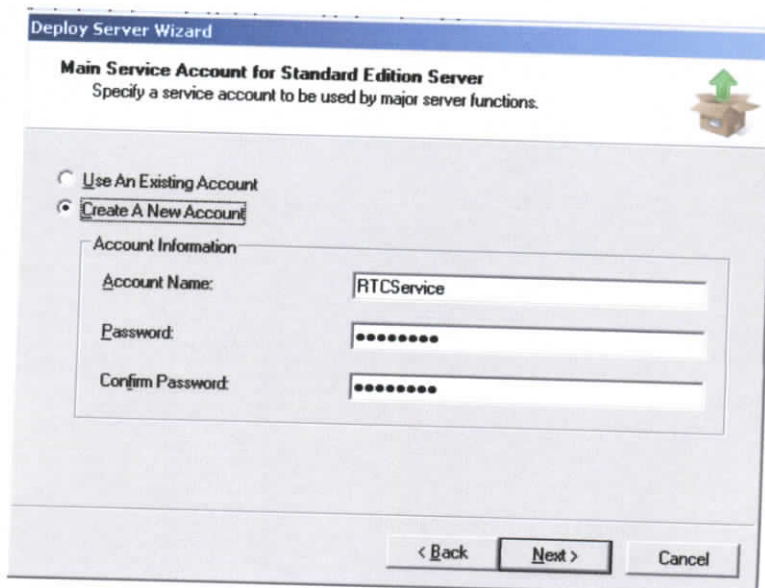 Deploy Server Wizard
Main Service Account for Standard Edition Server
Specify a service account to be used by major server functions.
Use An Existing Account
Create A New Account
Account Information
Account Name:
RTCService
Password:
●●●●●●●●
Confirm Password:
●●●●●●●●
< Back
Next >
Cancel